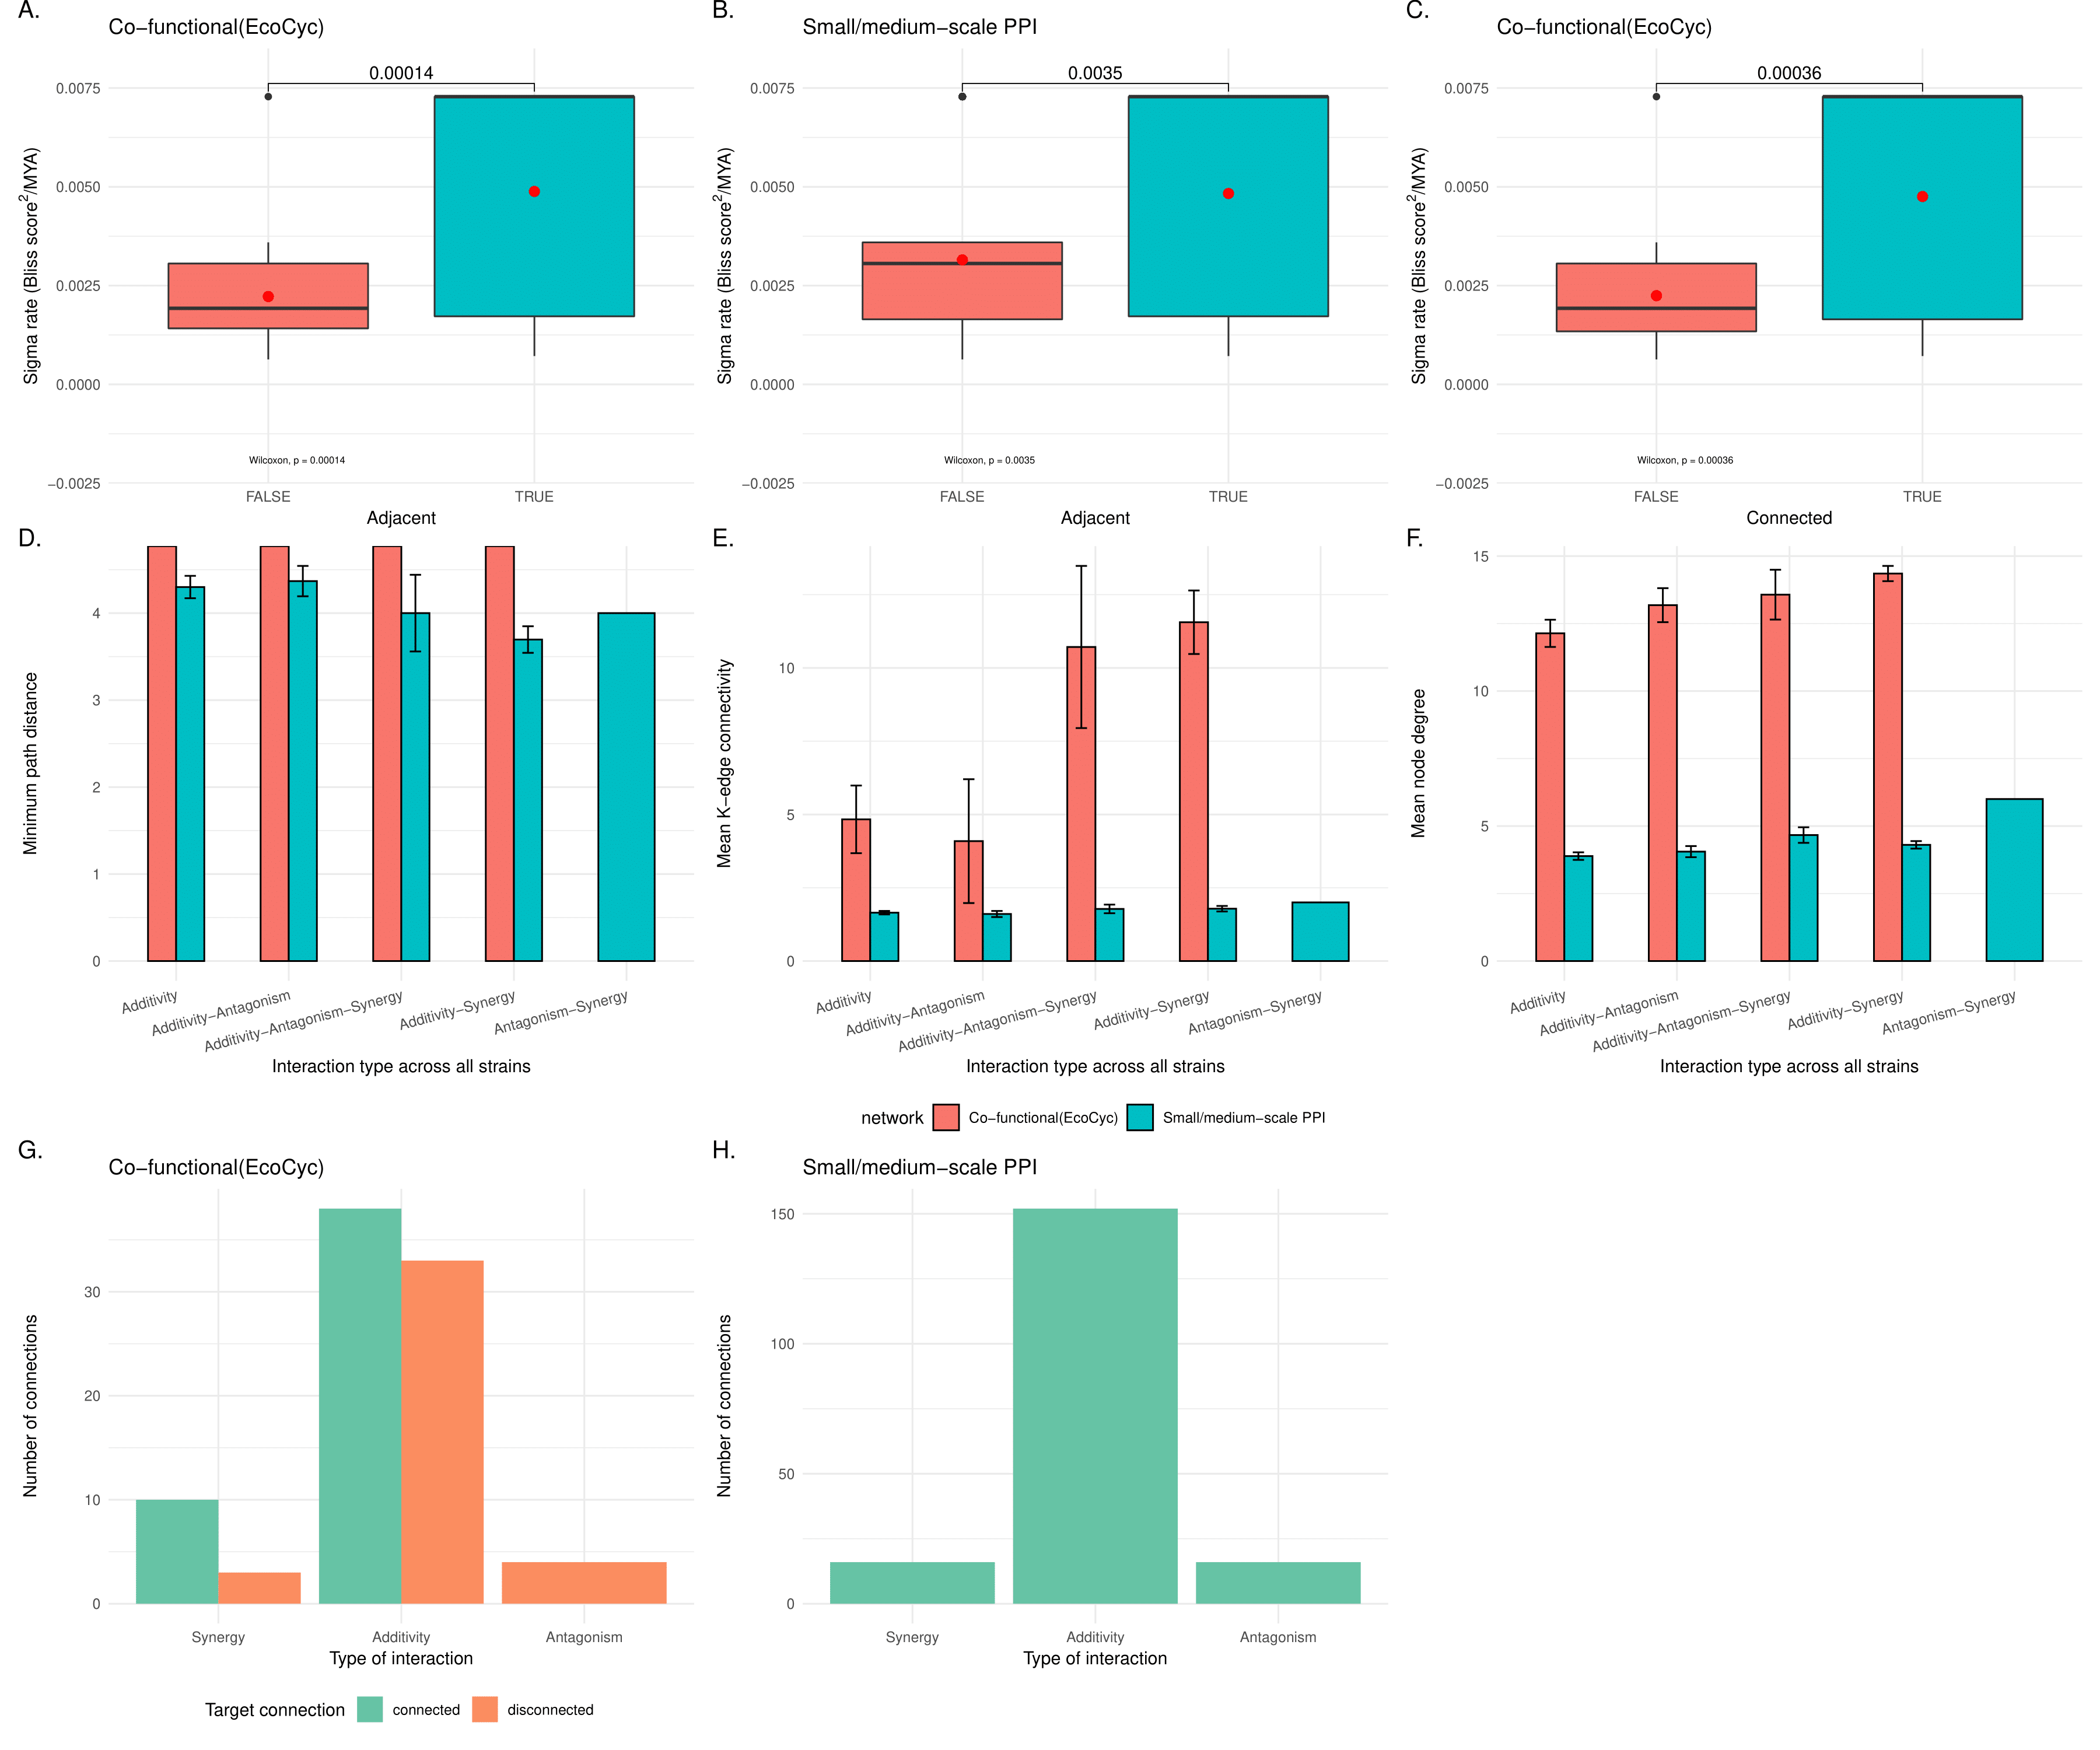 A.
Co−functional(EcoCyc)
Sigma rate (Bliss score2/MYA)
0.0075
0.0050
0.0025
0.0000
−0.0025
0.00014
Wilcoxon, p = 0.00014
FALSE
TRUE
Adjacent
B.
Small/medium−scale PPI
Sigma rate (Bliss score2/MYA)
0.0075
0.0050
0.0025
0.0000
−0.0025
0.0035
Wilcoxon, p = 0.0035
FALSE
TRUE
Adjacent
C.
Co−functional(EcoCyc)
Sigma rate (Bliss score2/MYA)
0.0075
0.0050
0.0025
0.0000
−0.0025
0.00036
Wilcoxon, p = 0.00036
FALSE
TRUE
Connected
D.
Minimum path distance
4
3
2
1
0
Additivity
Additivity−Antagonism
Additivity−Antagonism−Synergy
Additivity−Synergy
Antagonism−Synergy
Interaction type across all strains
E.
Mean K−edge connectivity
10
5
0
Additivity
Additivity−Antagonism
Additivity−Antagonism−Synergy
Additivity−Synergy
Antagonism−Synergy
Interaction type across all strains
F.
Mean node degree
15
10
5
0
Additivity
Additivity−Antagonism
Additivity−Antagonism−Synergy
Additivity−Synergy
Antagonism−Synergy
Interaction type across all strains
network Co−functional(EcoCyc) Small/medium−scale PPI
G.
Co−functional(EcoCyc)
Number of connections
30
20
10
0
Synergy
Additivity
Antagonism
Type of interaction
Target connection connected disconnected
H.
Small/medium−scale PPI
Number of connections
150
100
50
0
Synergy
Additivity
Antagonism
Type of interaction